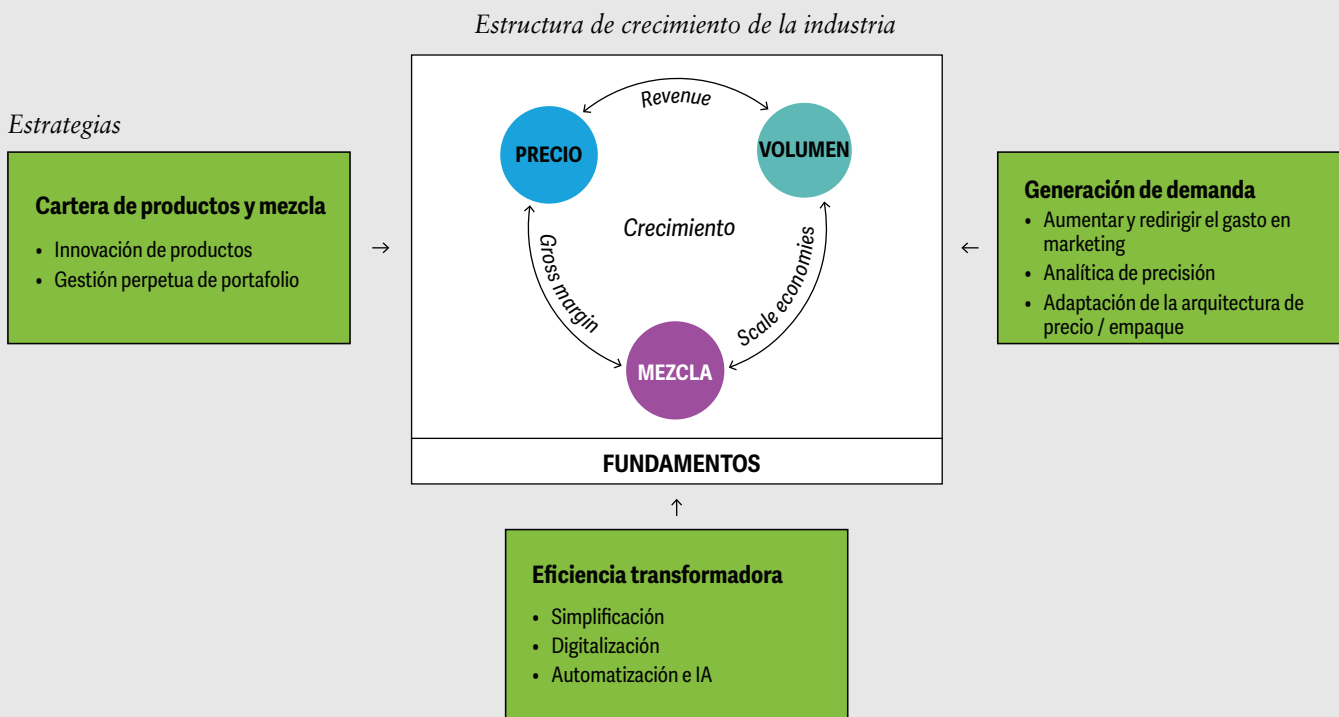 Estructura de crecimiento de la industria
Estrategias
Cartera de productos y mezcla
• Innovación de productos
• Gestión perpetua de portafolio
Revenue
PRECIO
VOLUMEN
Crecimiento
Gross margin
Scale economies
MEZCLA
FUNDAMENTOS
Generación de demanda
• Aumentar y redirigir el gasto en
marketing
• Analítica de precisión
• Adaptación de la arquitectura de
precio / empaque
Eficiencia transformadora
• Simplificación
• Digitalización
• Automatización e IA